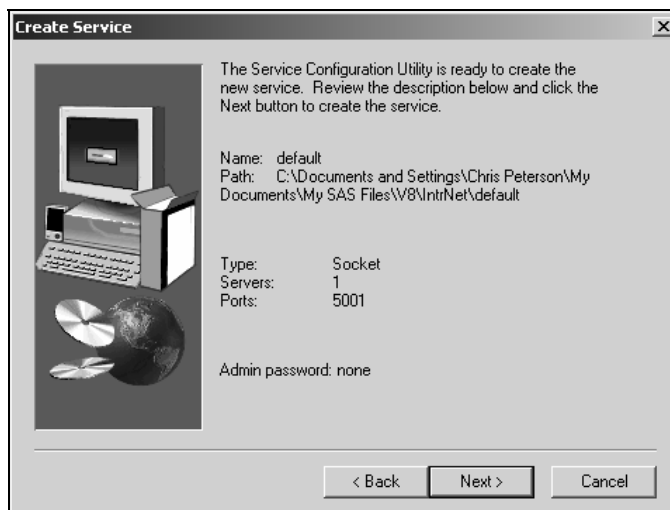 Create Service
The Service Configuration Utility is ready to create the
new service. Review the description below and click the
Next button to create the service.
Name: default
Path: C:\Documents and Settings\Chris Peterson\My
Documents\My SAS Files\V8\IntrNet\default
Type: Socket
Servers: 1
Ports: 5001
Admin password: none
< Back
Next >
Cancel